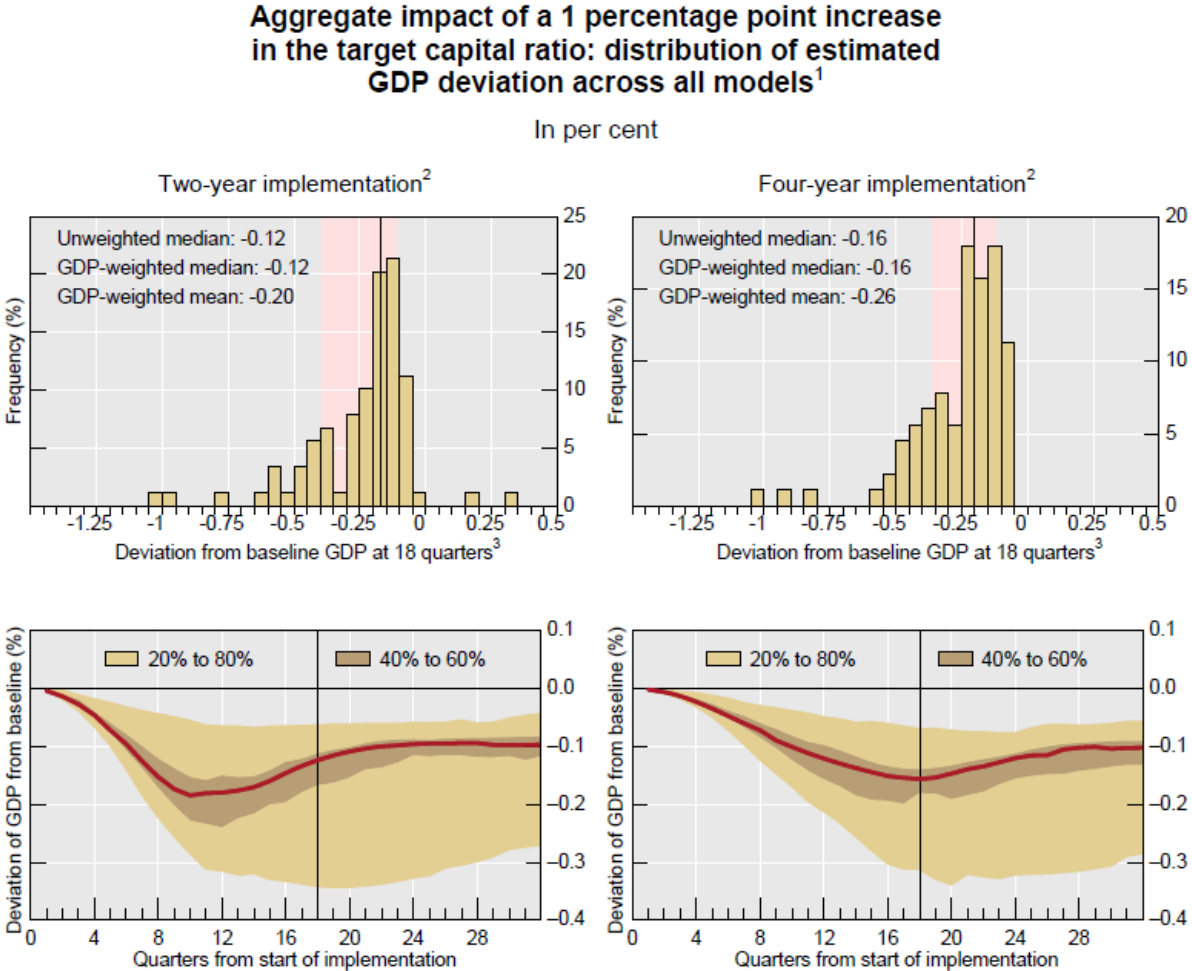 Aggregate impact of a 1 percentage point increase
in the target capital ratio: distribution of estimated
GDP deviation across all models1
In per cent
Two-year implementation2
Unweighted median: -0.12
GDP-weighted median: -0.12
GDP-weighted mean: -0.20
Frequency (%)
25
20
15
10
5
0
-1.25 -1 -0.75 -0.5 -0.25 0 0.25 0.5
Deviation from baseline GDP at 18 quarters3
Four-year implementation2
Unweighted median: -0.16
GDP-weighted median: -0.16
GDP-weighted mean: -0.26
Frequency (%)
20
15
10
5
0
-1.25 -1 -0.75 -0.5 -0.25 0 0.25 0.5
Deviation from baseline GDP at 18 quarters3
Deviation of GDP from baseline (%)
20% to 80% 40% to 60%
0.1
0.0
–0.1
–0.2
–0.3
–0.4
0 4 8 12 16 20 24 28
Quarters from start of implementation
Deviation of GDP from baseline (%)
20% to 80% 40% to 60%
0.1
0.0
–0.1
–0.2
–0.3
–0.4
0 4 8 12 16 20 24 28
Quarters from start of implementation